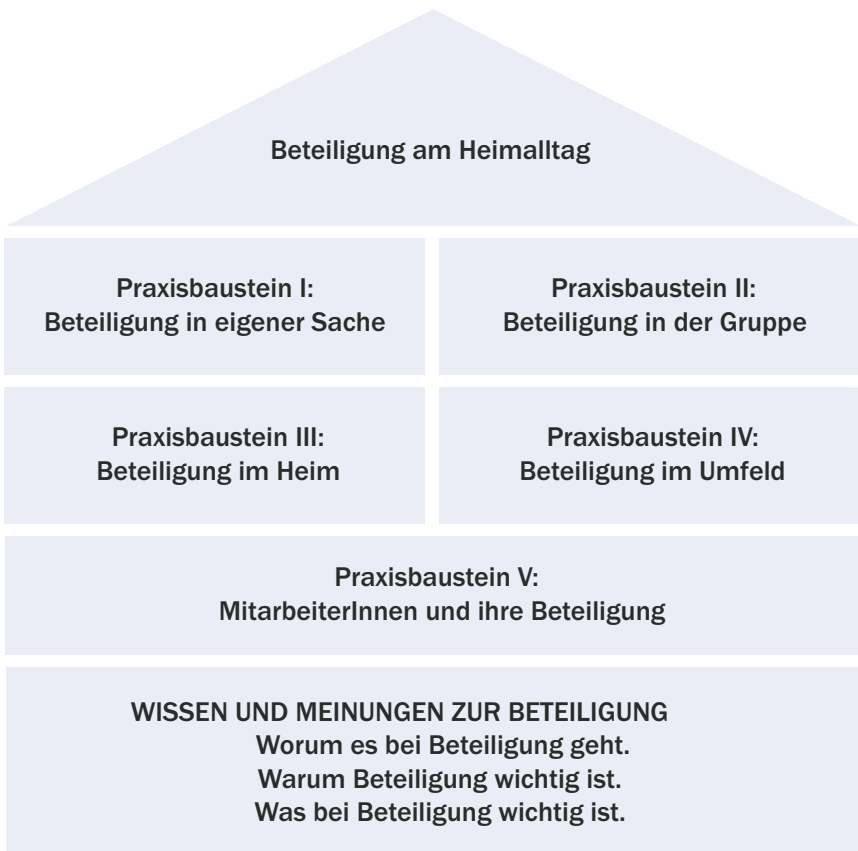 Beteiligung am Heimalltag
Praxisbaustein I:
Beteiligung in eigener Sache
Praxisbaustein II:
Beteiligung in der Gruppe
Praxisbaustein III:
Beteiligung im Heim
Praxisbaustein IV:
Beteiligung im Umfeld
Praxisbaustein V:
MitarbeiterInnen und ihre Beteiligung
WISSEN UND MEINUNGEN ZUR BETEILIGUNG
Worum es bei Beteiligung geht.
Warum Beteiligung wichtig ist.
Was bei Beteiligung wichtig ist.